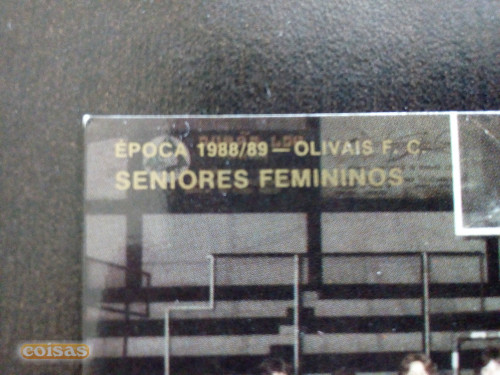 ÉPOCA 1988/89 — OLIVAIS F. C.
SENIORES FEMININOS
coisas